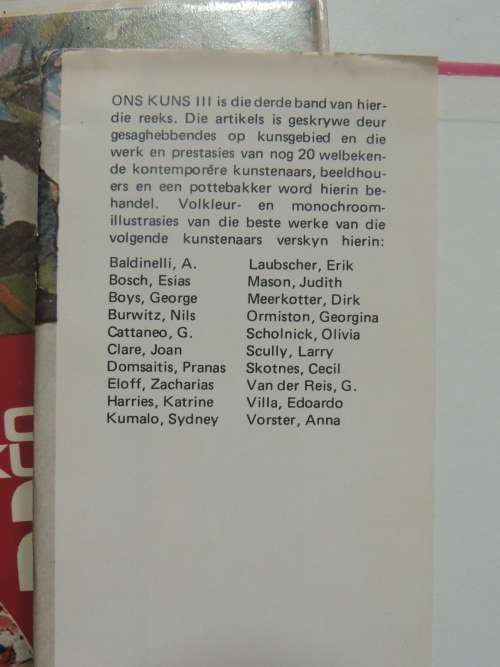 ONS KUNS III is die derde band van hier-
die reeks. Die artikels is geskrywe deur
gesaghebbendes op kunsgebied en die
werk en prestasies van nog 20 welbeken-
de kontemporêre kunstenaars, beeldhou-
ers en een pottebakker word hierin be-
handel. Volkleur- en monochroom-
illustrasies van die beste werke van die
volgende kunstenaars verskyn hierin:
Baldinelli, A.
Bosch, Esias
Boys, George
Burwitz, Nils
Cattaneo, G.
Clare, Joan
Domsaitis, Pranas
Eloff, Zacharias
Harries, Katrine
Kumalo, Sydney
Laubscher, Erik
Mason, Judith
Meerkotter, Dirk
Ormiston, Georgina
Scholnick, Olivia
Scully, Larry
Skotnes, Cecil
Van der Reis, G.
Villa, Edoardo
Vorster, Anna